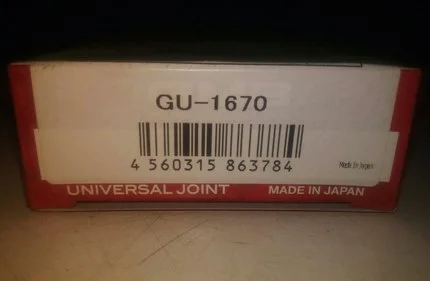 GU-1670
4 560315 863784
Made In Japan
UNIVERSAL JOINT MADE IN JAPAN